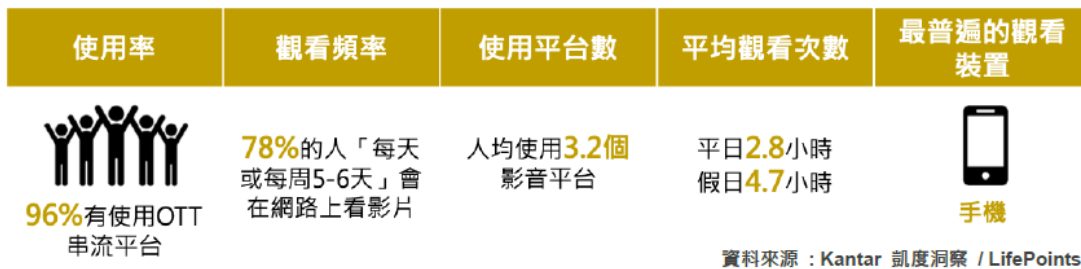 使用率
觀看頻率
使用平台數
平均觀看次數
最普遍的觀看
裝置
96%有使用OTT
串流平台
78%的人「每天
或每周5-6天」會
在網路上看影片
人均使用3.2個
影音平台
平日2.8小時
假日4.7小時
手機
資料來源 : Kantar 凱度洞察 / LifePoints